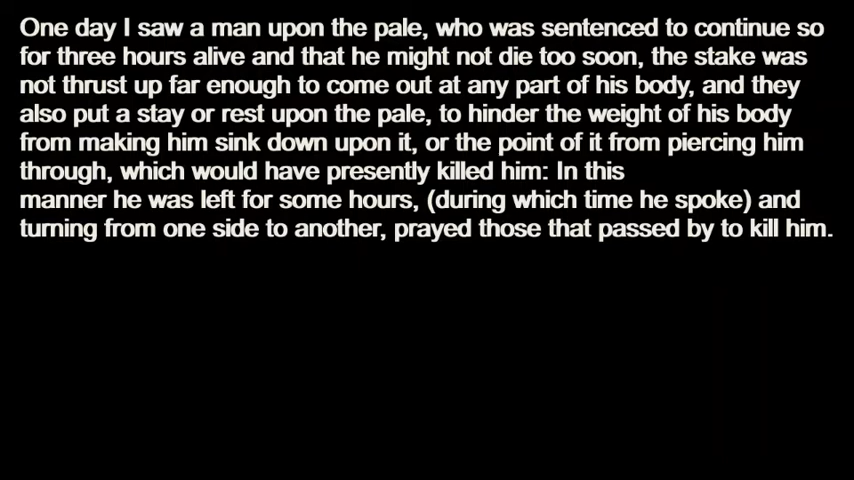 One day I saw a man upon the pale, who was sentenced to continue so
for three hours alive and that he might not die too soon, the stake was
not thrust up far enough to come out at any part of his body, and they
also put a stay or rest upon the pale, to hinder the weight of his body
from making him sink down upon it, or the point of it from piercing him
through, which would have presently killed him: In this
manner he was left for some hours, (during which time he spoke) and
turning from one side to another, prayed those that passed by to kill him.